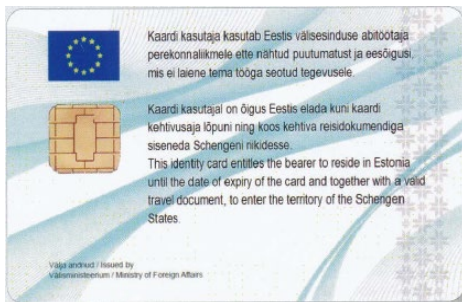 Kaardi kasutaja kasutab Eestis välisesinduse abitöötaja
perekonnaliikmele ette nähtud puutumatust ja eesõigusi,
mis ei laiene tema tööga seotud tegevusele.
Kaardi kasutajal on õigus Eestis elada kuni kaardi
kehtivusaja lõpuni ning koos kehtiva reisidokumendiga
siseneda Schengeni riikidesse.
This identity card entitles the bearer to reside in Estonia
until the date of expiry of the card and together with a valid
travel document, to enter the territory of the Schengen
States.
Välja andnud / Issued by
Välisministeerium / Ministry of Foreign Affairs